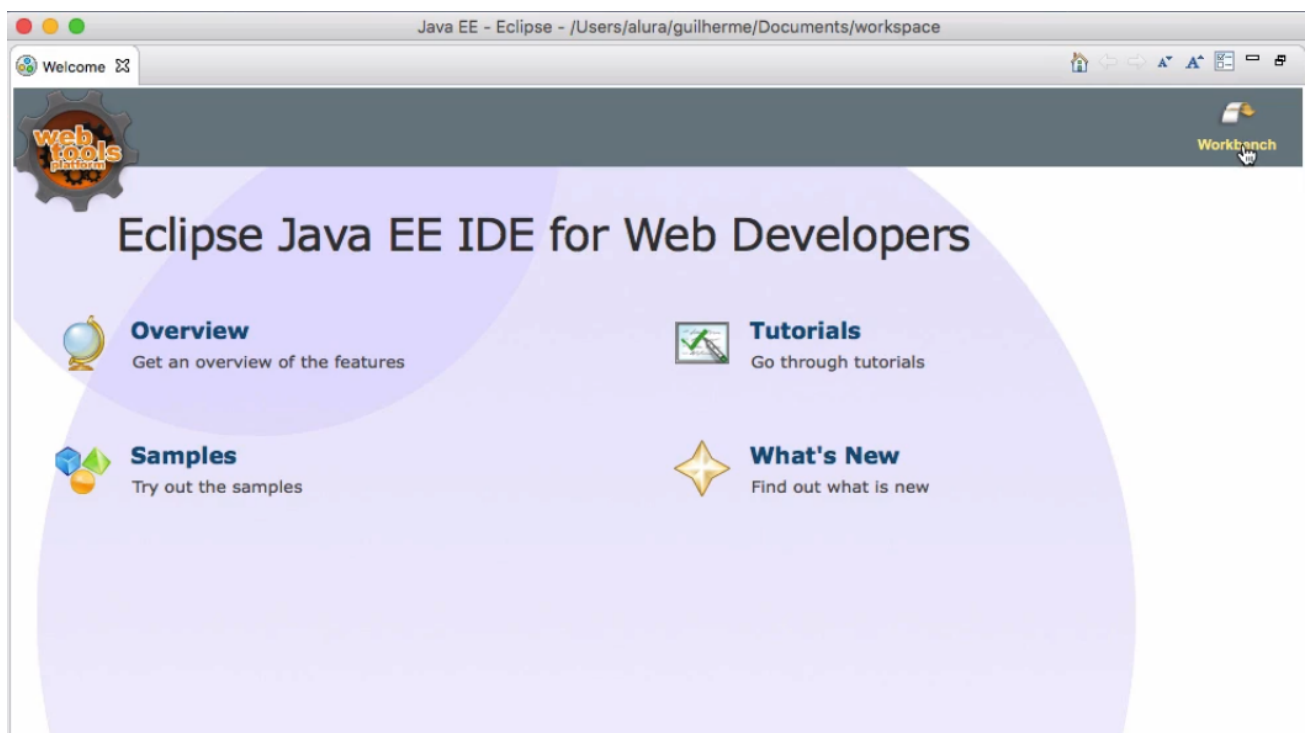 Java EE - Eclipse - /Users/alura/guilherme/Documents/workspace
Welcome
web
tools
platform
Workbench
Eclipse Java EE IDE for Web Developers
Overview
Get an overview of the features
Tutorials
Go through tutorials
Samples
Try out the samples
What's New
Find out what is new